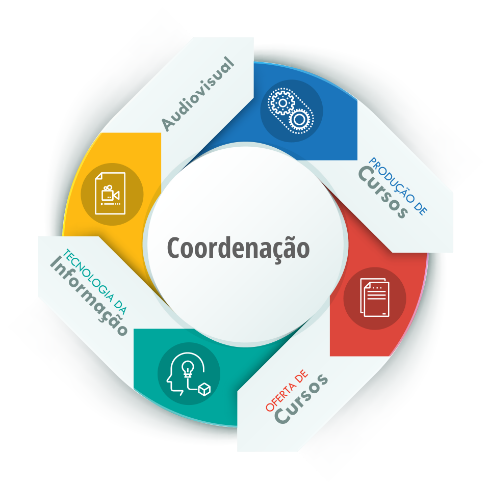 Audiovisual
PRODUÇÃO DE
Cursos
Coordenação
TECNOLOGIA DA
Informação
OFERTA DE
Cursos